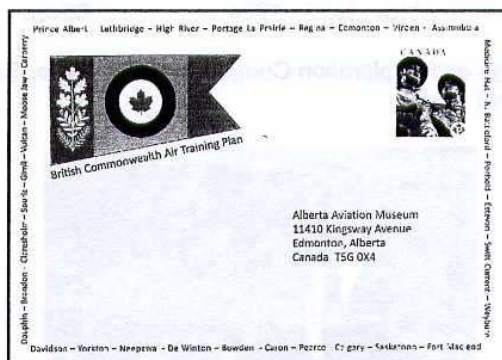 Prince Albert - Lethbridge - High River - Portage La Prairie - Regina - Edmonton - Virden - Assiniboia
CANADA
British Commonwealth Air Training Plan
Alberta Aviation Museum
11410 Kingsway Avenue
Edmonton, Alberta
Canada T5G 0X4
Medicine Hat - N. Battleford - Penhold - Estevan - Swift Current - Weyburn
Dauphin - Brandon - Claresholm - Souris - Gimli - Vulcan - Moose Jaw - Carberry
Davidson - Yorkton - Neepawa - De Winton - Bowden - Caron - Pearce - Calgary - Saskatoon - Fort Macleod